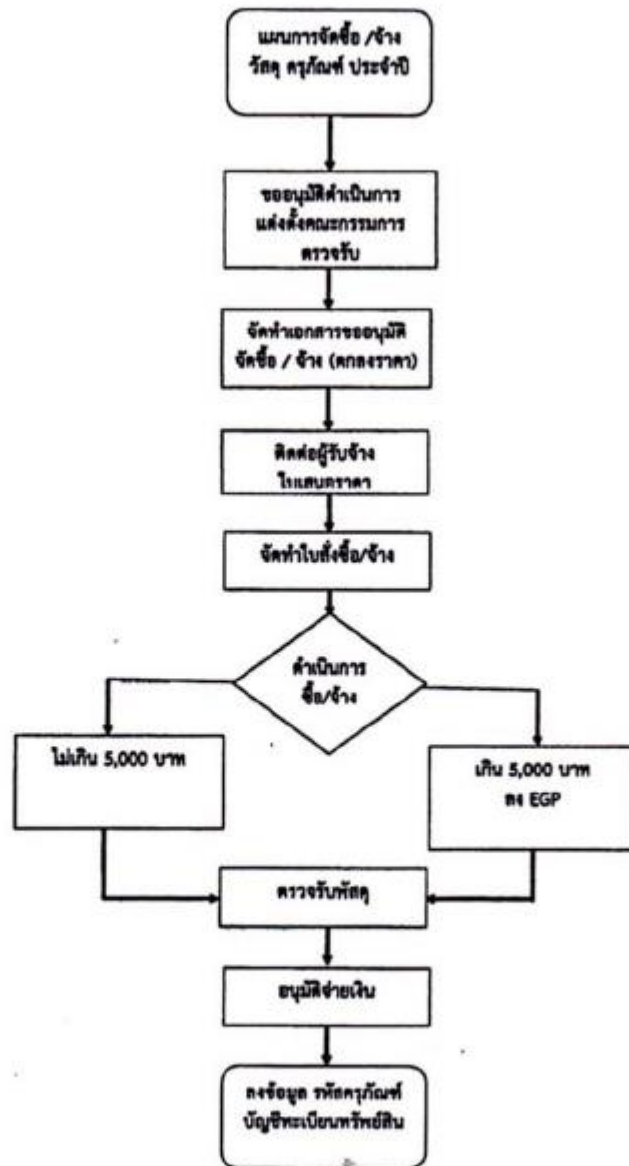 แผนการจัดซื้อ /จ้าง
วัสดุ ครุภัณฑ์ ประจำปี
ขออนุมัติดำเนินการ
แต่งตั้งคณะกรรมการ
ตรวจรับ
จัดทำเอกสารขออนุมัติ
จัดซื้อ / จ้าง (ตกลงราคา)
ติดต่อผู้รับจ้าง
ใบเสนอราคา
จัดทำใบสั่งซื้อ/จ้าง
ดำเนินการ
ซื้อ/จ้าง
ไม่เกิน 5,000 บาท
เกิน 5,000 บาท
ลง EGP
ตรวจรับพัสดุ
อนุมัติจ่ายเงิน
ลงข้อมูล รหัสครุภัณฑ์
บัญชีทะเบียนทรัพย์สิน